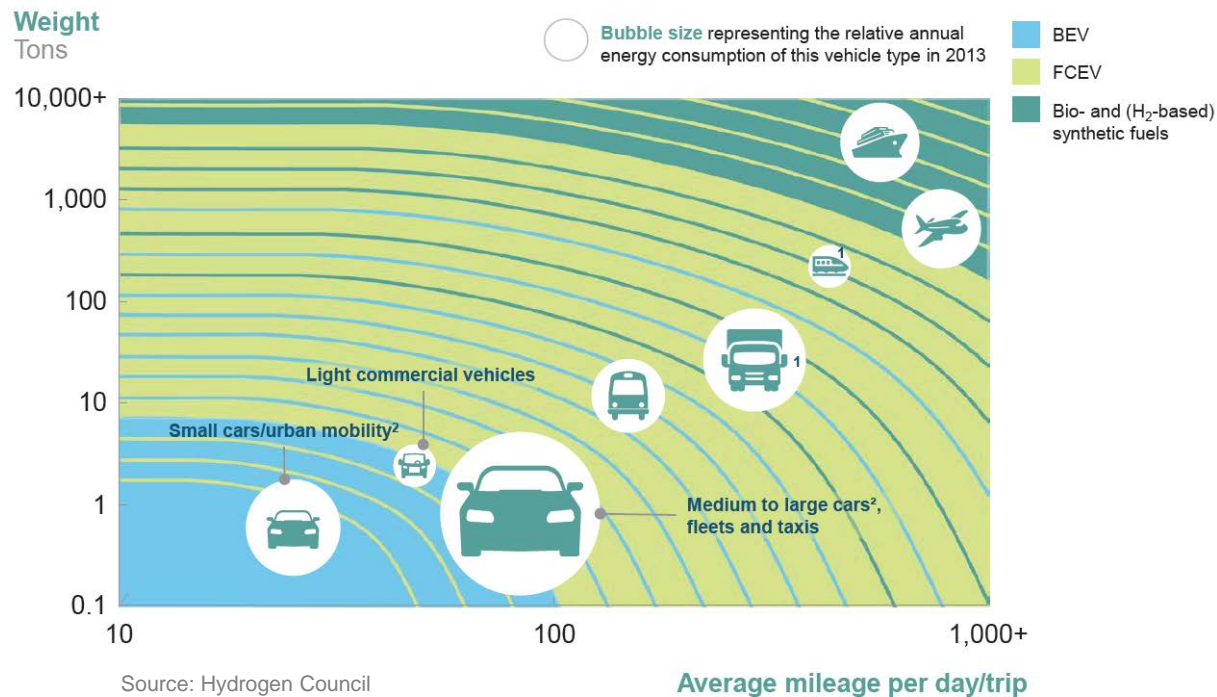 Weight
Tons
Bubble size representing the relative annual
energy consumption of this vehicle type in 2013
BEV
FCEV
Bio- and (H₂-based)
synthetic fuels
10,000+
1,000
100
10
1
0.1
1
1
Light commercial vehicles
Small cars/urban mobility²
Medium to large cars²,
fleets and taxis
10
100
1,000+
Source: Hydrogen Council
Average mileage per day/trip